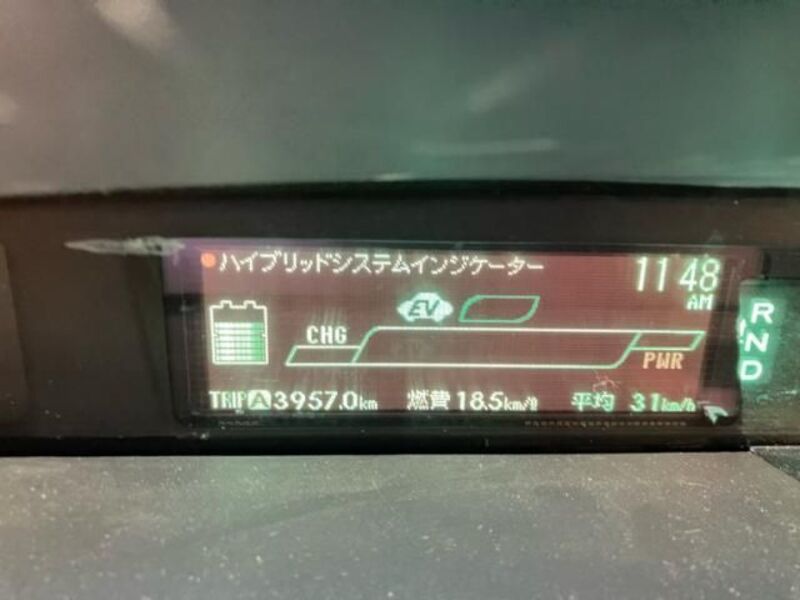 ハイブリッドシステムインジケーター
11 48
AM
EV
CHG
PWR
TRIP A 3957.0km 燃費 18.5km/ℓ 平均 31km/h
R
N
D